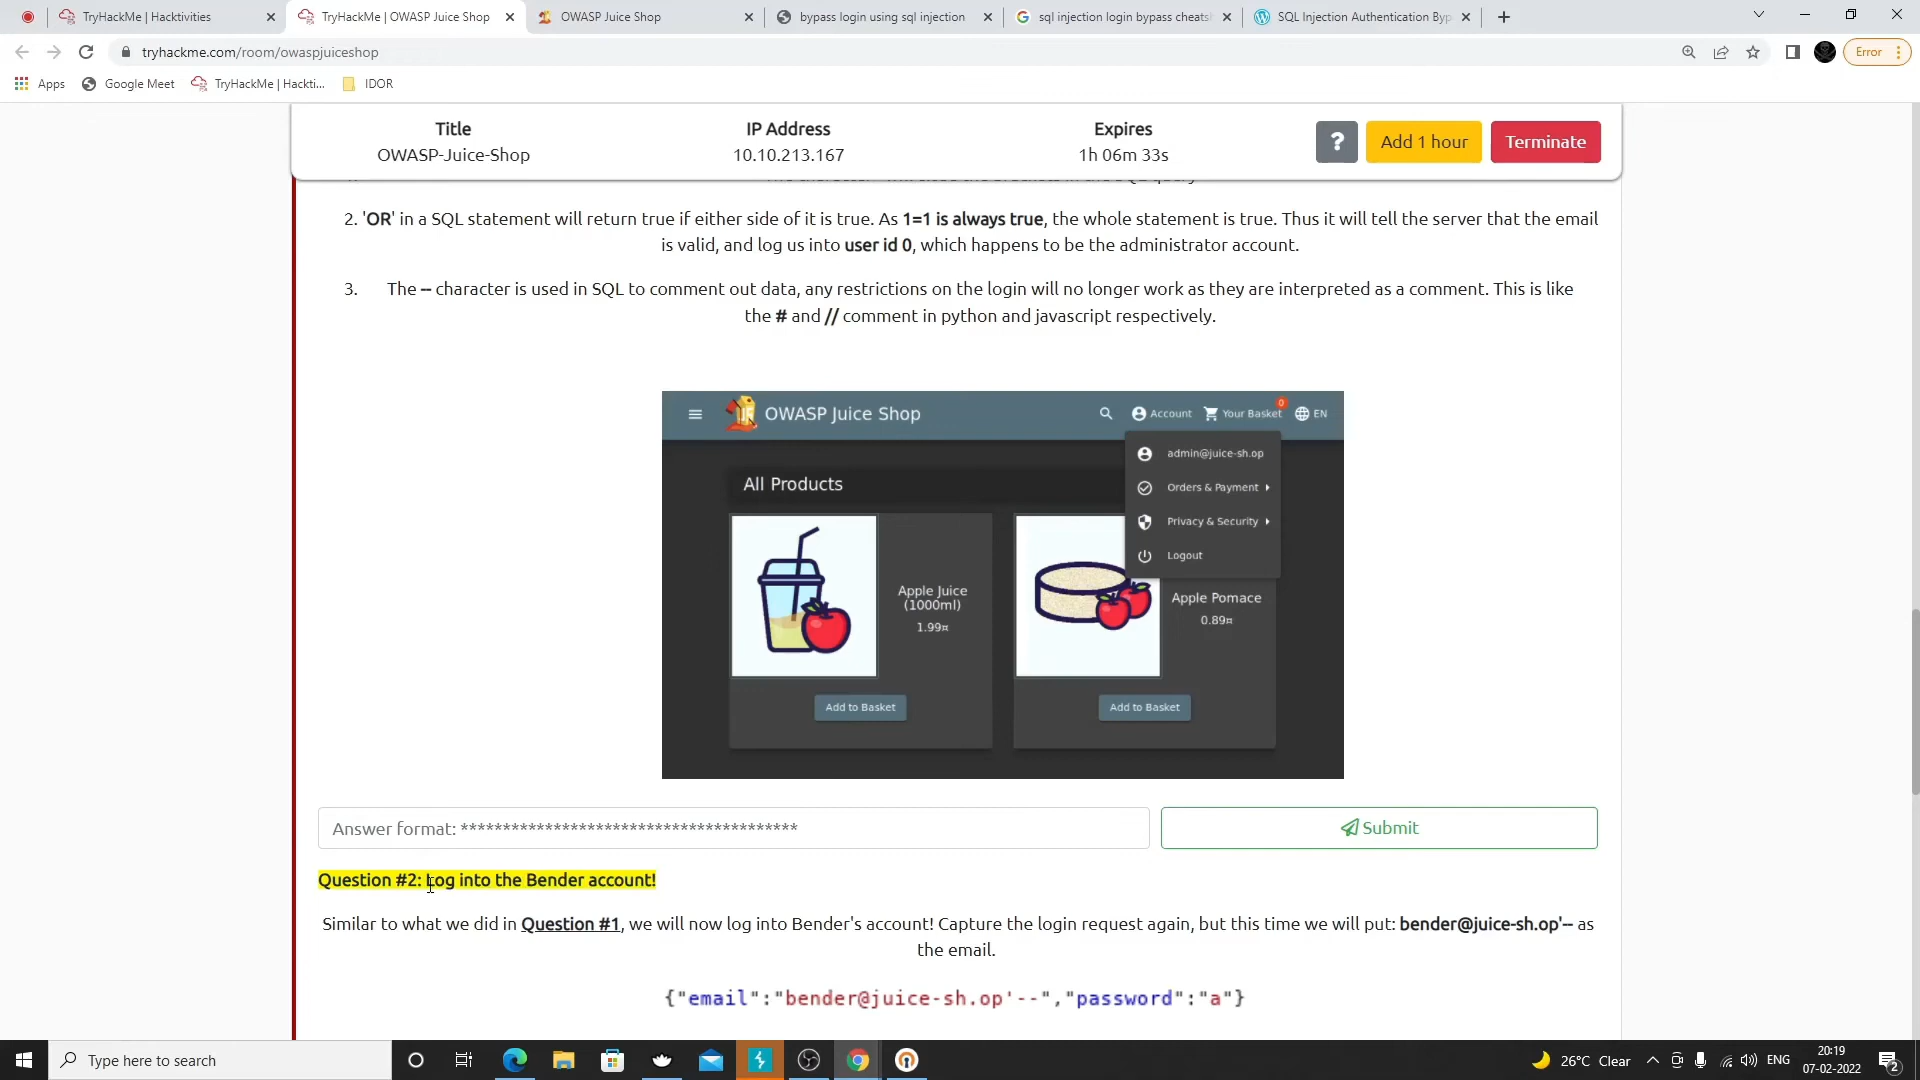 TryHackMe | Hacktivities
TryHackMe | OWASP Juice Shop
OWASP Juice Shop
bypass login using sql injection
sql injection login bypass cheatsh
SQL Injection Authentication Byp
tryhackme.com/room/owaspjuiceshop
Error
Apps
Google Meet
TryHackMe | Hackti...
IDOR
Title
IP Address
Expires
OWASP-Juice-Shop
10.10.213.167
1h 06m 33s
?
Add 1 hour
Terminate
2. 'OR' in a SQL statement will return true if either side of it is true. As 1=1 is always true, the whole statement is true. Thus it will tell the server that the email
is valid, and log us into user id 0, which happens to be the administrator account.
3. The -- character is used in SQL to comment out data, any restrictions on the login will no longer work as they are interpreted as a comment. This is like
the # and // comment in python and javascript respectively.
OWASP Juice Shop
Account
Your Basket
0
EN
admin@juice-sh.op
Orders & Payment
Privacy & Security
Logout
All Products
Apple Juice
(1000ml)
1.99¤
Apple Pomace
0.89¤
Add to Basket
Add to Basket
Answer format: ****************************************
Submit
Question #2: Log into the Bender account!
Similar to what we did in Question #1, we will now log into Bender's account! Capture the login request again, but this time we will put: bender@juice-sh.op'-- as
the email.
{"email":"bender@juice-sh.op'--","password":"a"}
Type here to search
26°C Clear
ENG
20:19
07-02-2022
2